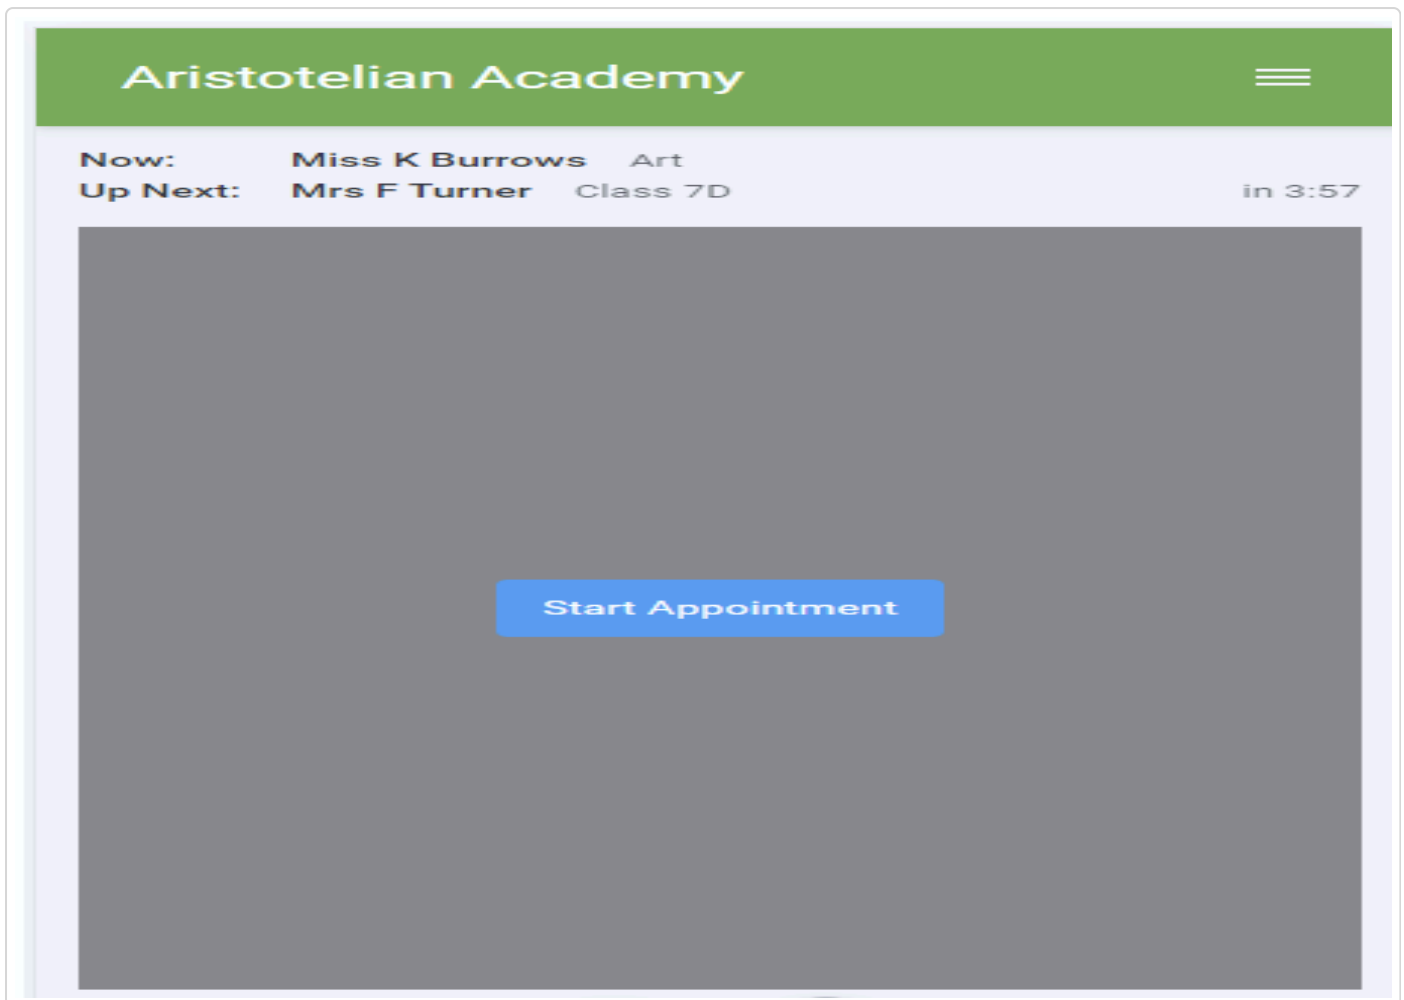 Aristotelian Academy
Now: Miss K Burrows Art
Up Next: Mrs F Turner Class 7D in 3:57
Start Appointment